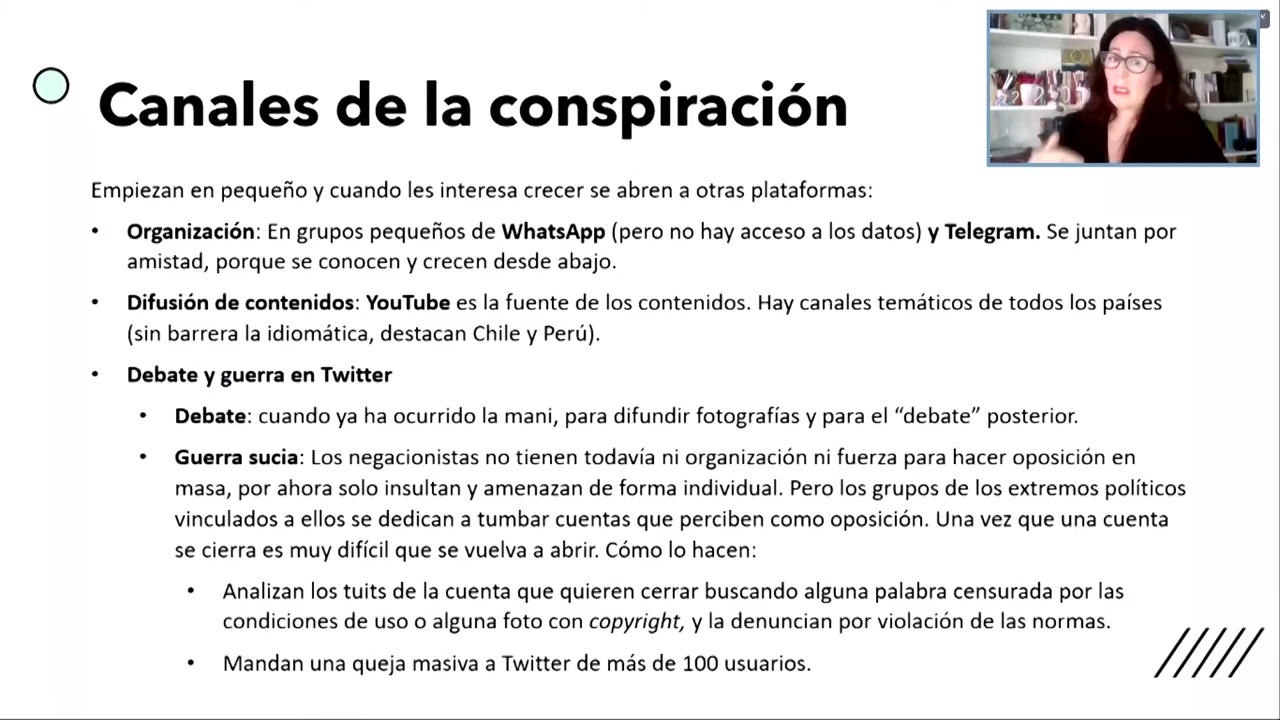 Canales de la conspiración
Empiezan en pequeño y cuando les interesa crecer se abren a otras plataformas:
• Organización: En grupos pequeños de WhatsApp (pero no hay acceso a los datos) y Telegram. Se juntan por
amistad, porque se conocen y crecen desde abajo.
• Difusión de contenidos: YouTube es la fuente de los contenidos. Hay canales temáticos de todos los países
(sin barrera la idiomática, destacan Chile y Perú).
• Debate y guerra en Twitter
• Debate: cuando ya ha ocurrido la mani, para difundir fotografías y para el “debate” posterior.
• Guerra sucia: Los negacionistas no tienen todavía ni organización ni fuerza para hacer oposición en
masa, por ahora solo insultan y amenazan de forma individual. Pero los grupos de los extremos políticos
vinculados a ellos se dedican a tumbar cuentas que perciben como oposición. Una vez que una cuenta
se cierra es muy difícil que se vuelva a abrir. Cómo lo hacen:
• Analizan los tuits de la cuenta que quieren cerrar buscando alguna palabra censurada por las
condiciones de uso o alguna foto con copyright, y la denuncian por violación de las normas.
• Mandan una queja masiva a Twitter de más de 100 usuarios.